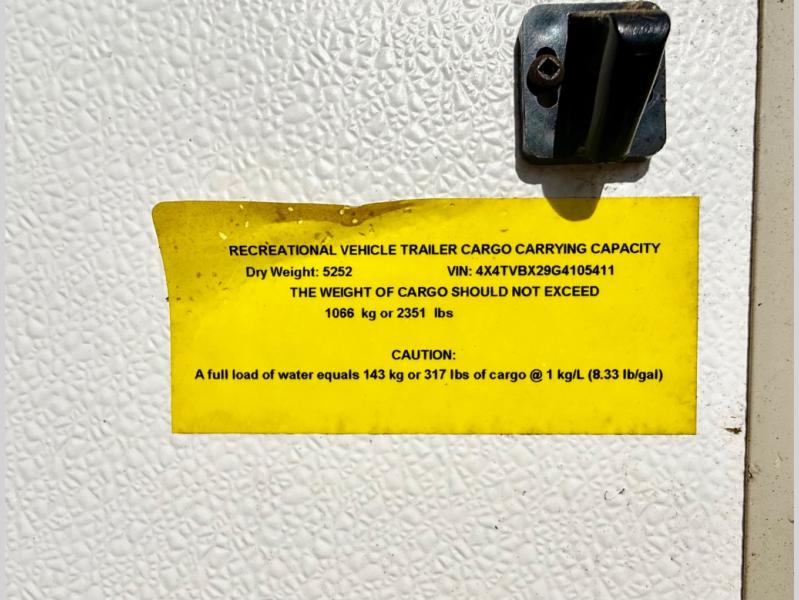 RECREATIONAL VEHICLE TRAILER CARGO CARRYING CAPACITY
Dry Weight: 5252 VIN: 4X4TVBX29G4105411
THE WEIGHT OF CARGO SHOULD NOT EXCEED
1066 kg or 2351 lbs
CAUTION:
A full load of water equals 143 kg or 317 lbs of cargo @ 1 kg/L (8.33 lb/gal)